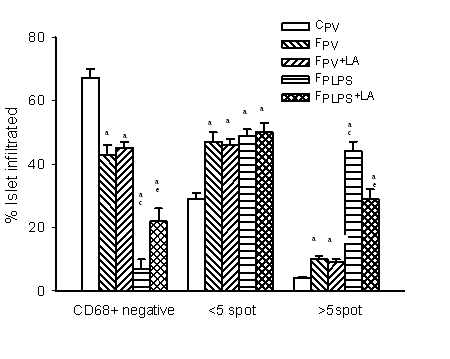 CPV
FPV
FPV+LA
FPLPS
FPLPS+LA
% Islet infiltrated
80
60
40
20
0
a
a
a
c
a
e
a
a
a
a
a
a
a
c
a
e
CD68+ negative
<5 spot
>5spot